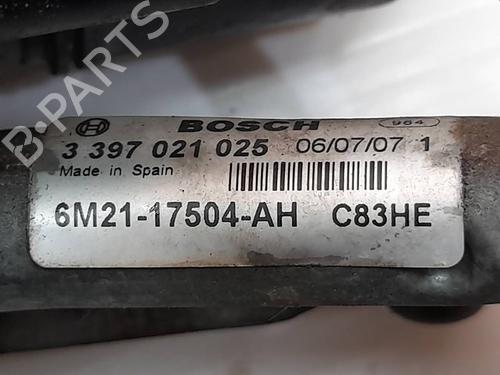 BOSCH 964
3 397 021 025 06/07/07 1
Made in Spain
6M21-17504-AH C83HE
B-PARTS